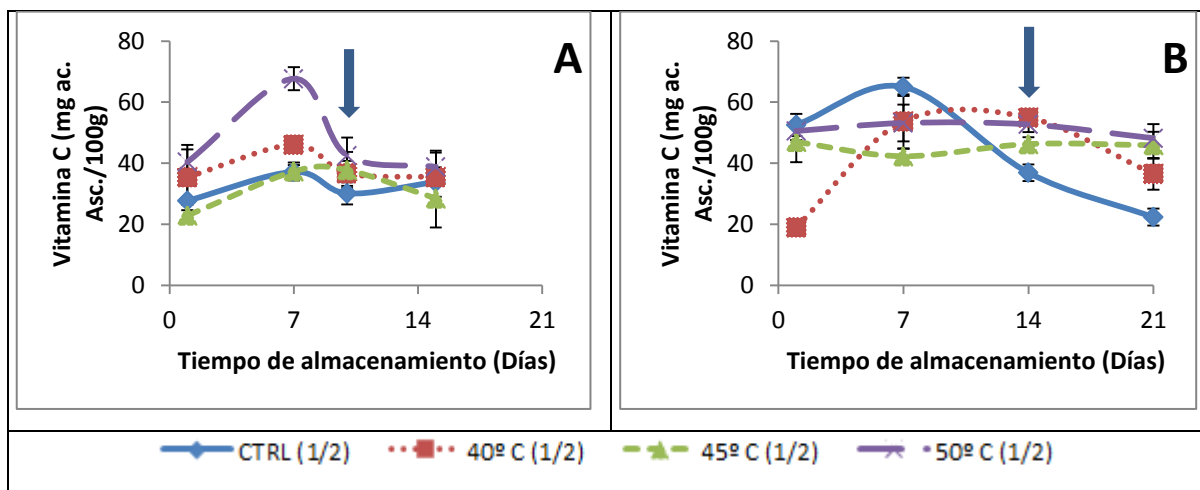 A
80
60
40
20
0
0 7 14 21
Vitamina C (mg ac.
Asc./100g)
Tiempo de almacenamiento (Días)
B
80
60
40
20
0
0 7 14 21
Vitamina C (mg ac.
Asc./100g)
Tiempo de almacenamiento (Días)
CTRL (1/2) 40º C (1/2) 45º C (1/2) 50º C (1/2)